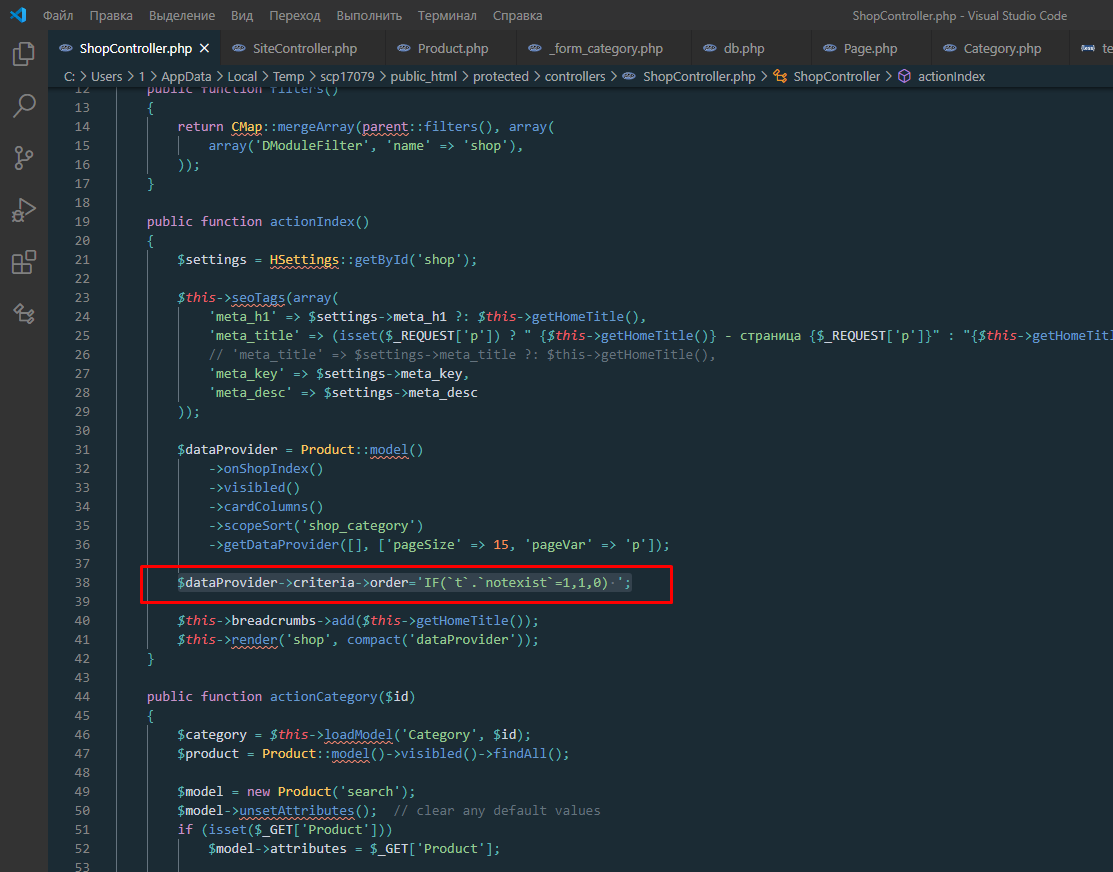 Файл Правка Выделение Вид Переход Выполнить Терминал Справка ShopController.php - Visual Studio Code
ShopController.php SiteController.php Product.php _form_category.php db.php Page.php Category.php te
C: > Users > 1 > AppData > Local > Temp > scp17079 > public_html > protected > controllers > ShopController.php > ShopController > actionIndex
12 public function filters()
13 {
14 return CMap::mergeArray(parent::filters(), array(
15 array('DModuleFilter', 'name' => 'shop'),
16 ));
17 }
18
19 public function actionIndex()
20 {
21 $settings = HSettings::getById('shop');
22
23 $this->seoTags(array(
24 'meta_h1' => $settings->meta_h1 ?: $this->getHomeTitle(),
25 'meta_title' => (isset($_REQUEST['p']) ? " {$this->getHomeTitle()} - страница {$_REQUEST['p']}" : "{$this->getHomeTitl
26 // 'meta_title' => $settings->meta_title ?: $this->getHomeTitle(),
27 'meta_key' => $settings->meta_key,
28 'meta_desc' => $settings->meta_desc
29 ));
30
31 $dataProvider = Product::model()
32 ->onShopIndex()
33 ->visibled()
34 ->cardColumns()
35 ->scopeSort('shop_category')
36 ->getDataProvider([], ['pageSize' => 15, 'pageVar' => 'p']);
37
38 $dataProvider->criteria->order='IF(`t`.`notexist`=1,1,0) ';
39
40 $this->breadcrumbs->add($this->getHomeTitle());
41 $this->render('shop', compact('dataProvider'));
42 }
43
44 public function actionCategory($id)
45 {
46 $category = $this->loadModel('Category', $id);
47 $product = Product::model()->visibled()->findAll();
48
49 $model = new Product('search');
50 $model->unsetAttributes(); // clear any default values
51 if (isset($_GET['Product']))
52 $model->attributes = $_GET['Product'];
53